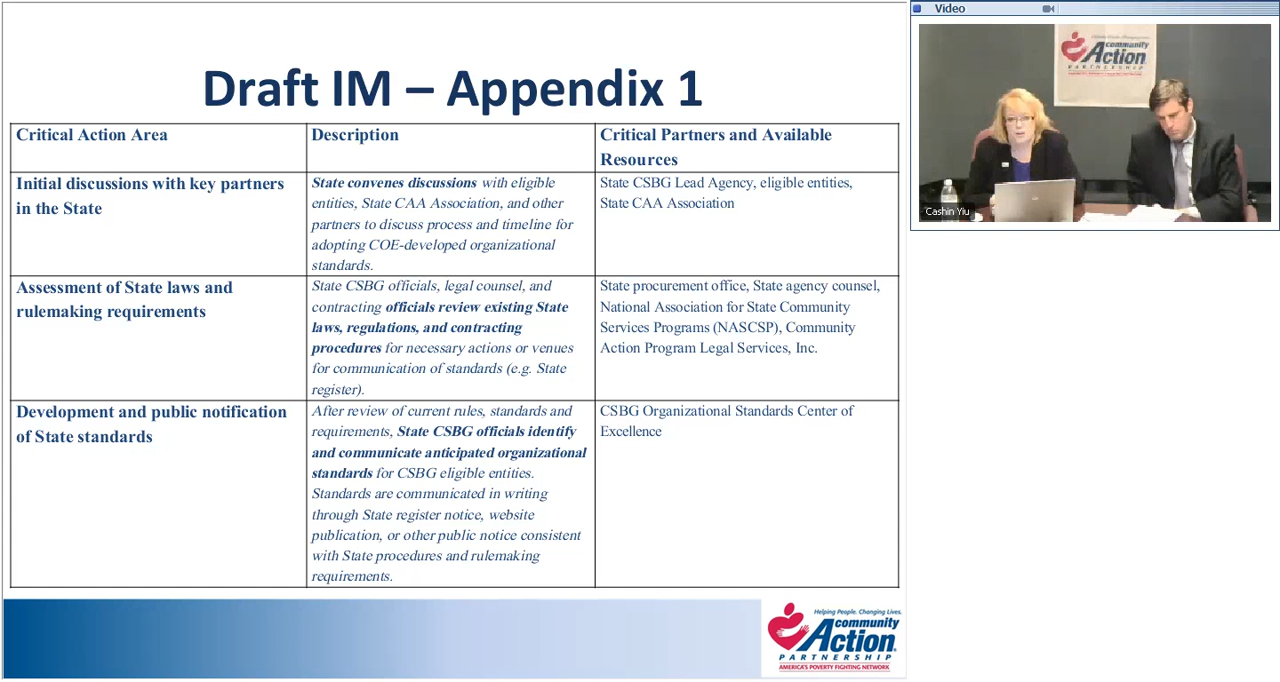 Draft IM – Appendix 1
Critical Action Area
Description
Critical Partners and Available
Resources
Initial discussions with key partners
in the State
State convenes discussions with eligible
entities, State CAA Association, and other
partners to discuss process and timeline for
adopting COE-developed organizational
standards.
State CSBG Lead Agency, eligible entities,
State CAA Association
Assessment of State laws and
rulemaking requirements
State CSBG officials, legal counsel, and
contracting officials review existing State
laws, regulations, and contracting
procedures for necessary actions or venues
for communication of standards (e.g. State
register).
State procurement office, State agency counsel,
National Association for State Community
Services Programs (NASCSP), Community
Action Program Legal Services, Inc.
Development and public notification
of State standards
After review of current rules, standards and
requirements, State CSBG officials identify
and communicate anticipated organizational
standards for CSBG eligible entities.
Standards are communicated in writing
through State register notice, website
publication, or other public notice consistent
with State procedures and rulemaking
requirements.
CSBG Organizational Standards Center of
Excellence
Helping People. Changing Lives.
community
Action
PARTNERSHIP
AMERICA'S POVERTY FIGHTING NETWORK
Video
community
Action
PARTNERSHIP
Cashin Yiu